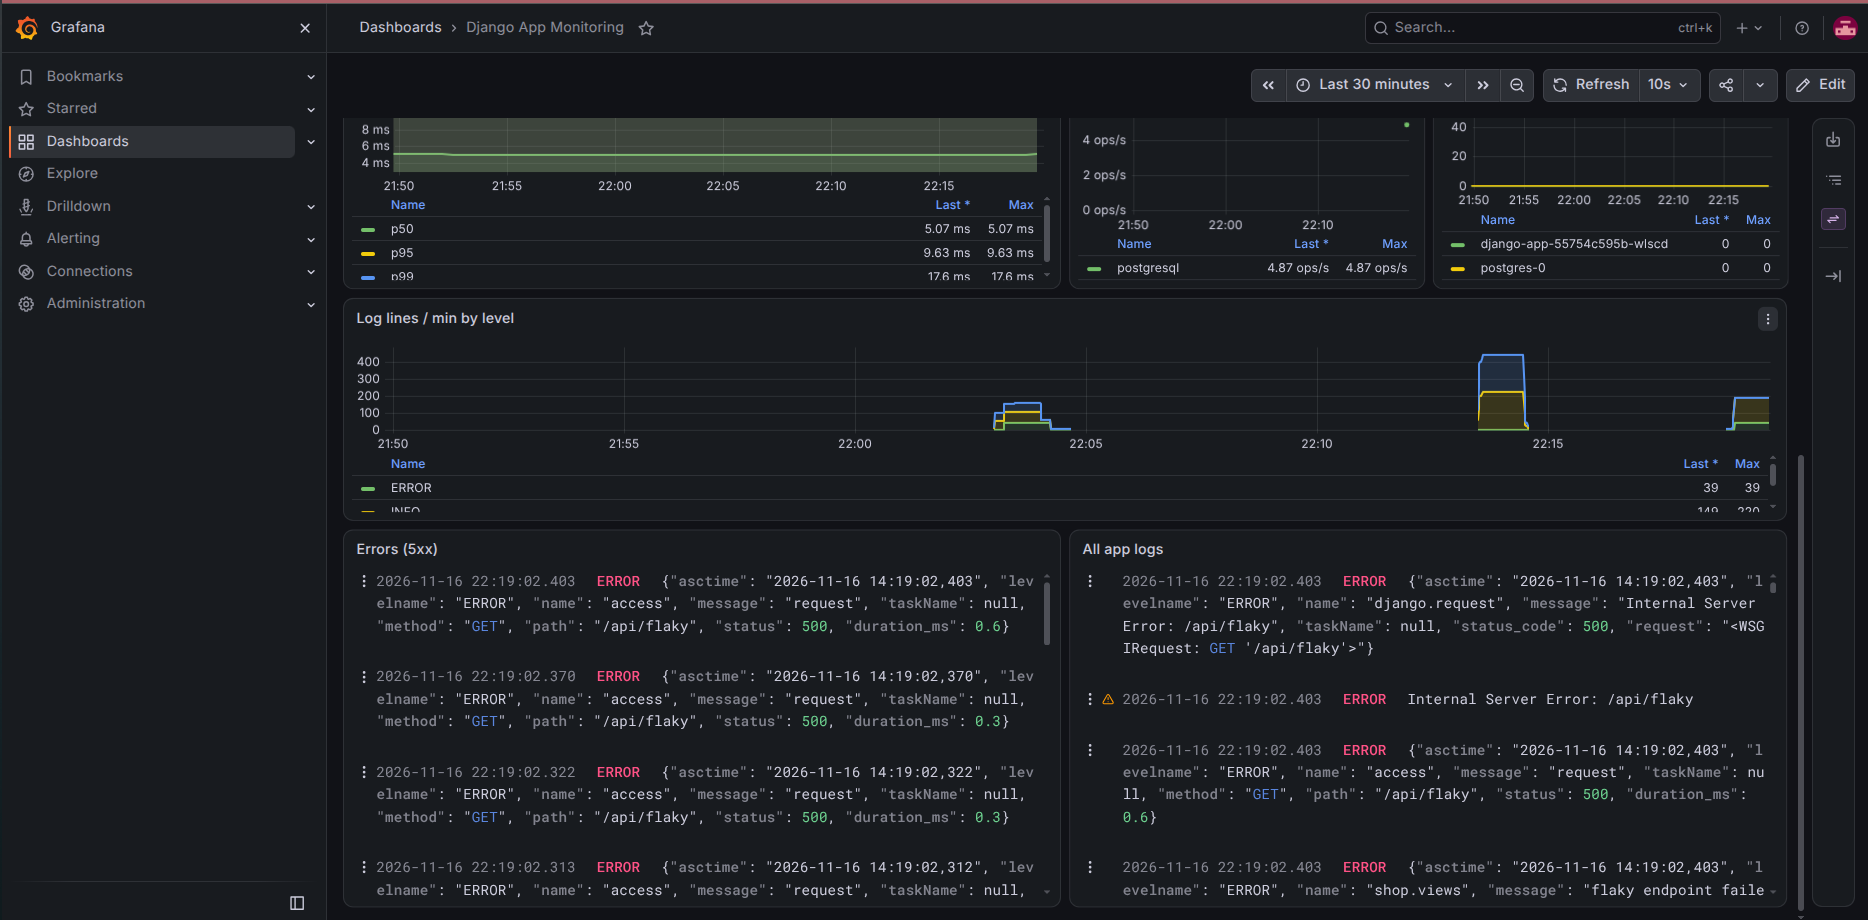 Grafana
Dashboards › Django App Monitoring
Search...
ctrl+k
Bookmarks
Starred
Dashboards
Explore
Drilldown
Alerting
Connections
Administration
Last 30 minutes
Refresh
10s
Edit
8 ms
6 ms
4 ms
21:50
21:55
22:00
22:05
22:10
22:15
Name Last * Max
p50 5.07 ms 5.07 ms
p95 9.63 ms 9.63 ms
p99 17.6 ms 17.6 ms
4 ops/s
2 ops/s
0 ops/s
21:50
22:00
22:10
Name Last * Max
postgresql 4.87 ops/s 4.87 ops/s
40
20
0
21:50
21:55
22:00
22:05
22:10
22:15
Name Last * Max
django-app-55754c595b-wlscd 0 0
postgres-0 0 0
Log lines / min by level
400
300
200
100
0
21:50
21:55
22:00
22:05
22:10
22:15
Name Last * Max
ERROR 39 39
INFO 149 220
Errors (5xx)
2026-11-16 22:19:02.403 ERROR {"asctime": "2026-11-16 14:19:02,403", "lev
elname": "ERROR", "name": "access", "message": "request", "taskName": null,
"method": "GET", "path": "/api/flaky", "status": 500, "duration_ms": 0.6}
2026-11-16 22:19:02.370 ERROR {"asctime": "2026-11-16 14:19:02,370", "lev
elname": "ERROR", "name": "access", "message": "request", "taskName": null,
"method": "GET", "path": "/api/flaky", "status": 500, "duration_ms": 0.3}
2026-11-16 22:19:02.322 ERROR {"asctime": "2026-11-16 14:19:02,322", "lev
elname": "ERROR", "name": "access", "message": "request", "taskName": null,
"method": "GET", "path": "/api/flaky", "status": 500, "duration_ms": 0.3}
2026-11-16 22:19:02.313 ERROR {"asctime": "2026-11-16 14:19:02,312", "lev
elname": "ERROR", "name": "access", "message": "request", "taskName": null,
All app logs
2026-11-16 22:19:02.403 ERROR {"asctime": "2026-11-16 14:19:02,403", "l
evelname": "ERROR", "name": "django.request", "message": "Internal Server
Error: /api/flaky", "taskName": null, "status_code": 500, "request": "<WSG
IRequest: GET '/api/flaky'>"}
2026-11-16 22:19:02.403 ERROR Internal Server Error: /api/flaky
2026-11-16 22:19:02.403 ERROR {"asctime": "2026-11-16 14:19:02,403", "l
evelname": "ERROR", "name": "access", "message": "request", "taskName": nu
ll, "method": "GET", "path": "/api/flaky", "status": 500, "duration_ms":
0.6}
2026-11-16 22:19:02.403 ERROR {"asctime": "2026-11-16 14:19:02,403", "l
evelname": "ERROR", "name": "shop.views", "message": "flaky endpoint faile